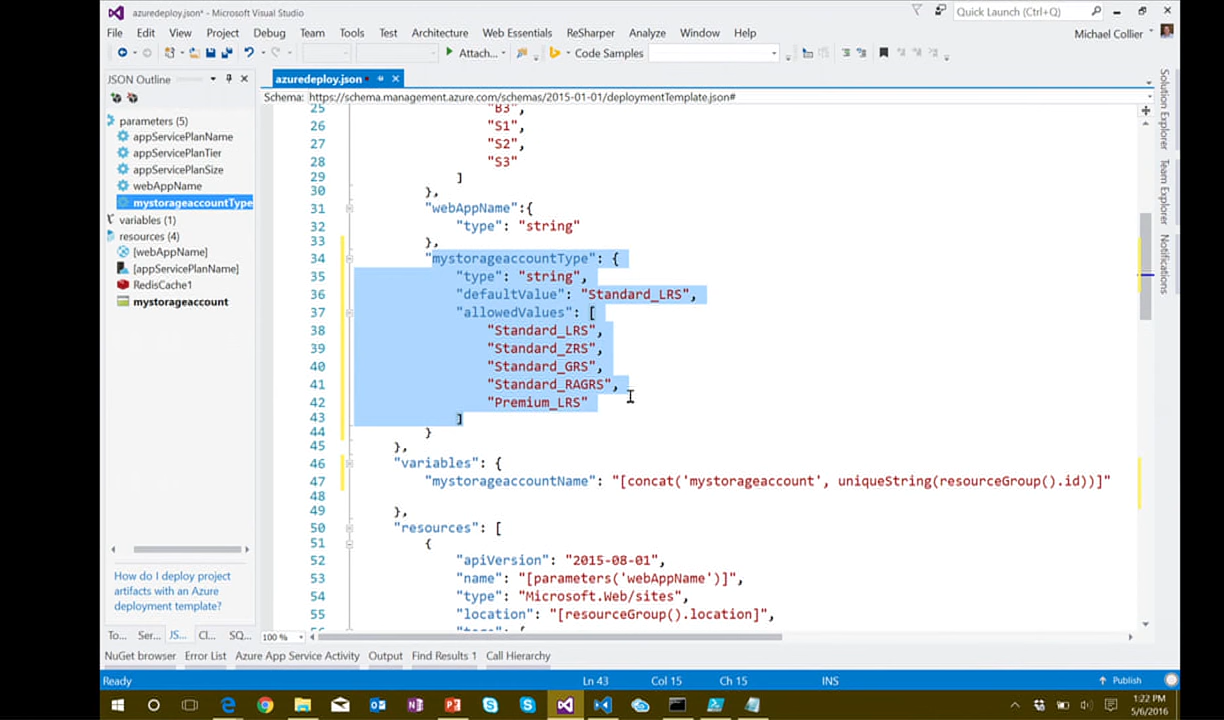 azuredeploy.json* - Microsoft Visual Studio
Quick Launch (Ctrl+Q)
File Edit View Project Debug Team Tools Test Architecture Web Essentials ReSharper Analyze Window Help
Michael Collier
Attach...
Code Samples
JSON Outline
azuredeploy.json*
Schema: https://schema.management.azure.com/schemas/2015-01-01/deploymentTemplate.json#
parameters (5)
appServicePlanName
appServicePlanTier
appServicePlanSize
webAppName
mystorageaccountType
variables (1)
resources (4)
[webAppName]
[appServicePlanName]
RedisCache1
mystorageaccount
How do I deploy project
artifacts with an Azure
deployment template?
To... Ser... JS... Cl... SQ...
25 "B3",
26 "S1",
27 "S2",
28 "S3"
29 ]
30 },
31 "webAppName":{
32 "type": "string"
33 },
34 "mystorageaccountType": {
35 "type": "string",
36 "defaultValue": "Standard_LRS",
37 "allowedValues": [
38 "Standard_LRS",
39 "Standard_ZRS",
40 "Standard_GRS",
41 "Standard_RAGRS",
42 "Premium_LRS"
43 ]
44 }
45 },
46 "variables": {
47 "mystorageaccountName": "[concat('mystorageaccount', uniqueString(resourceGroup().id))]"
48
49 },
50 "resources": [
51 {
52 "apiVersion": "2015-08-01",
53 "name": "[parameters('webAppName')]",
54 "type": "Microsoft.Web/sites",
55 "location": "[resourceGroup().location]",
100 %
Solution Explorer
Team Explorer
Notifications
NuGet browser Error List Azure App Service Activity Output Find Results 1 Call Hierarchy
Ready
Ln 43 Col 15 Ch 15 INS
Publish
1:22 PM
5/6/2016